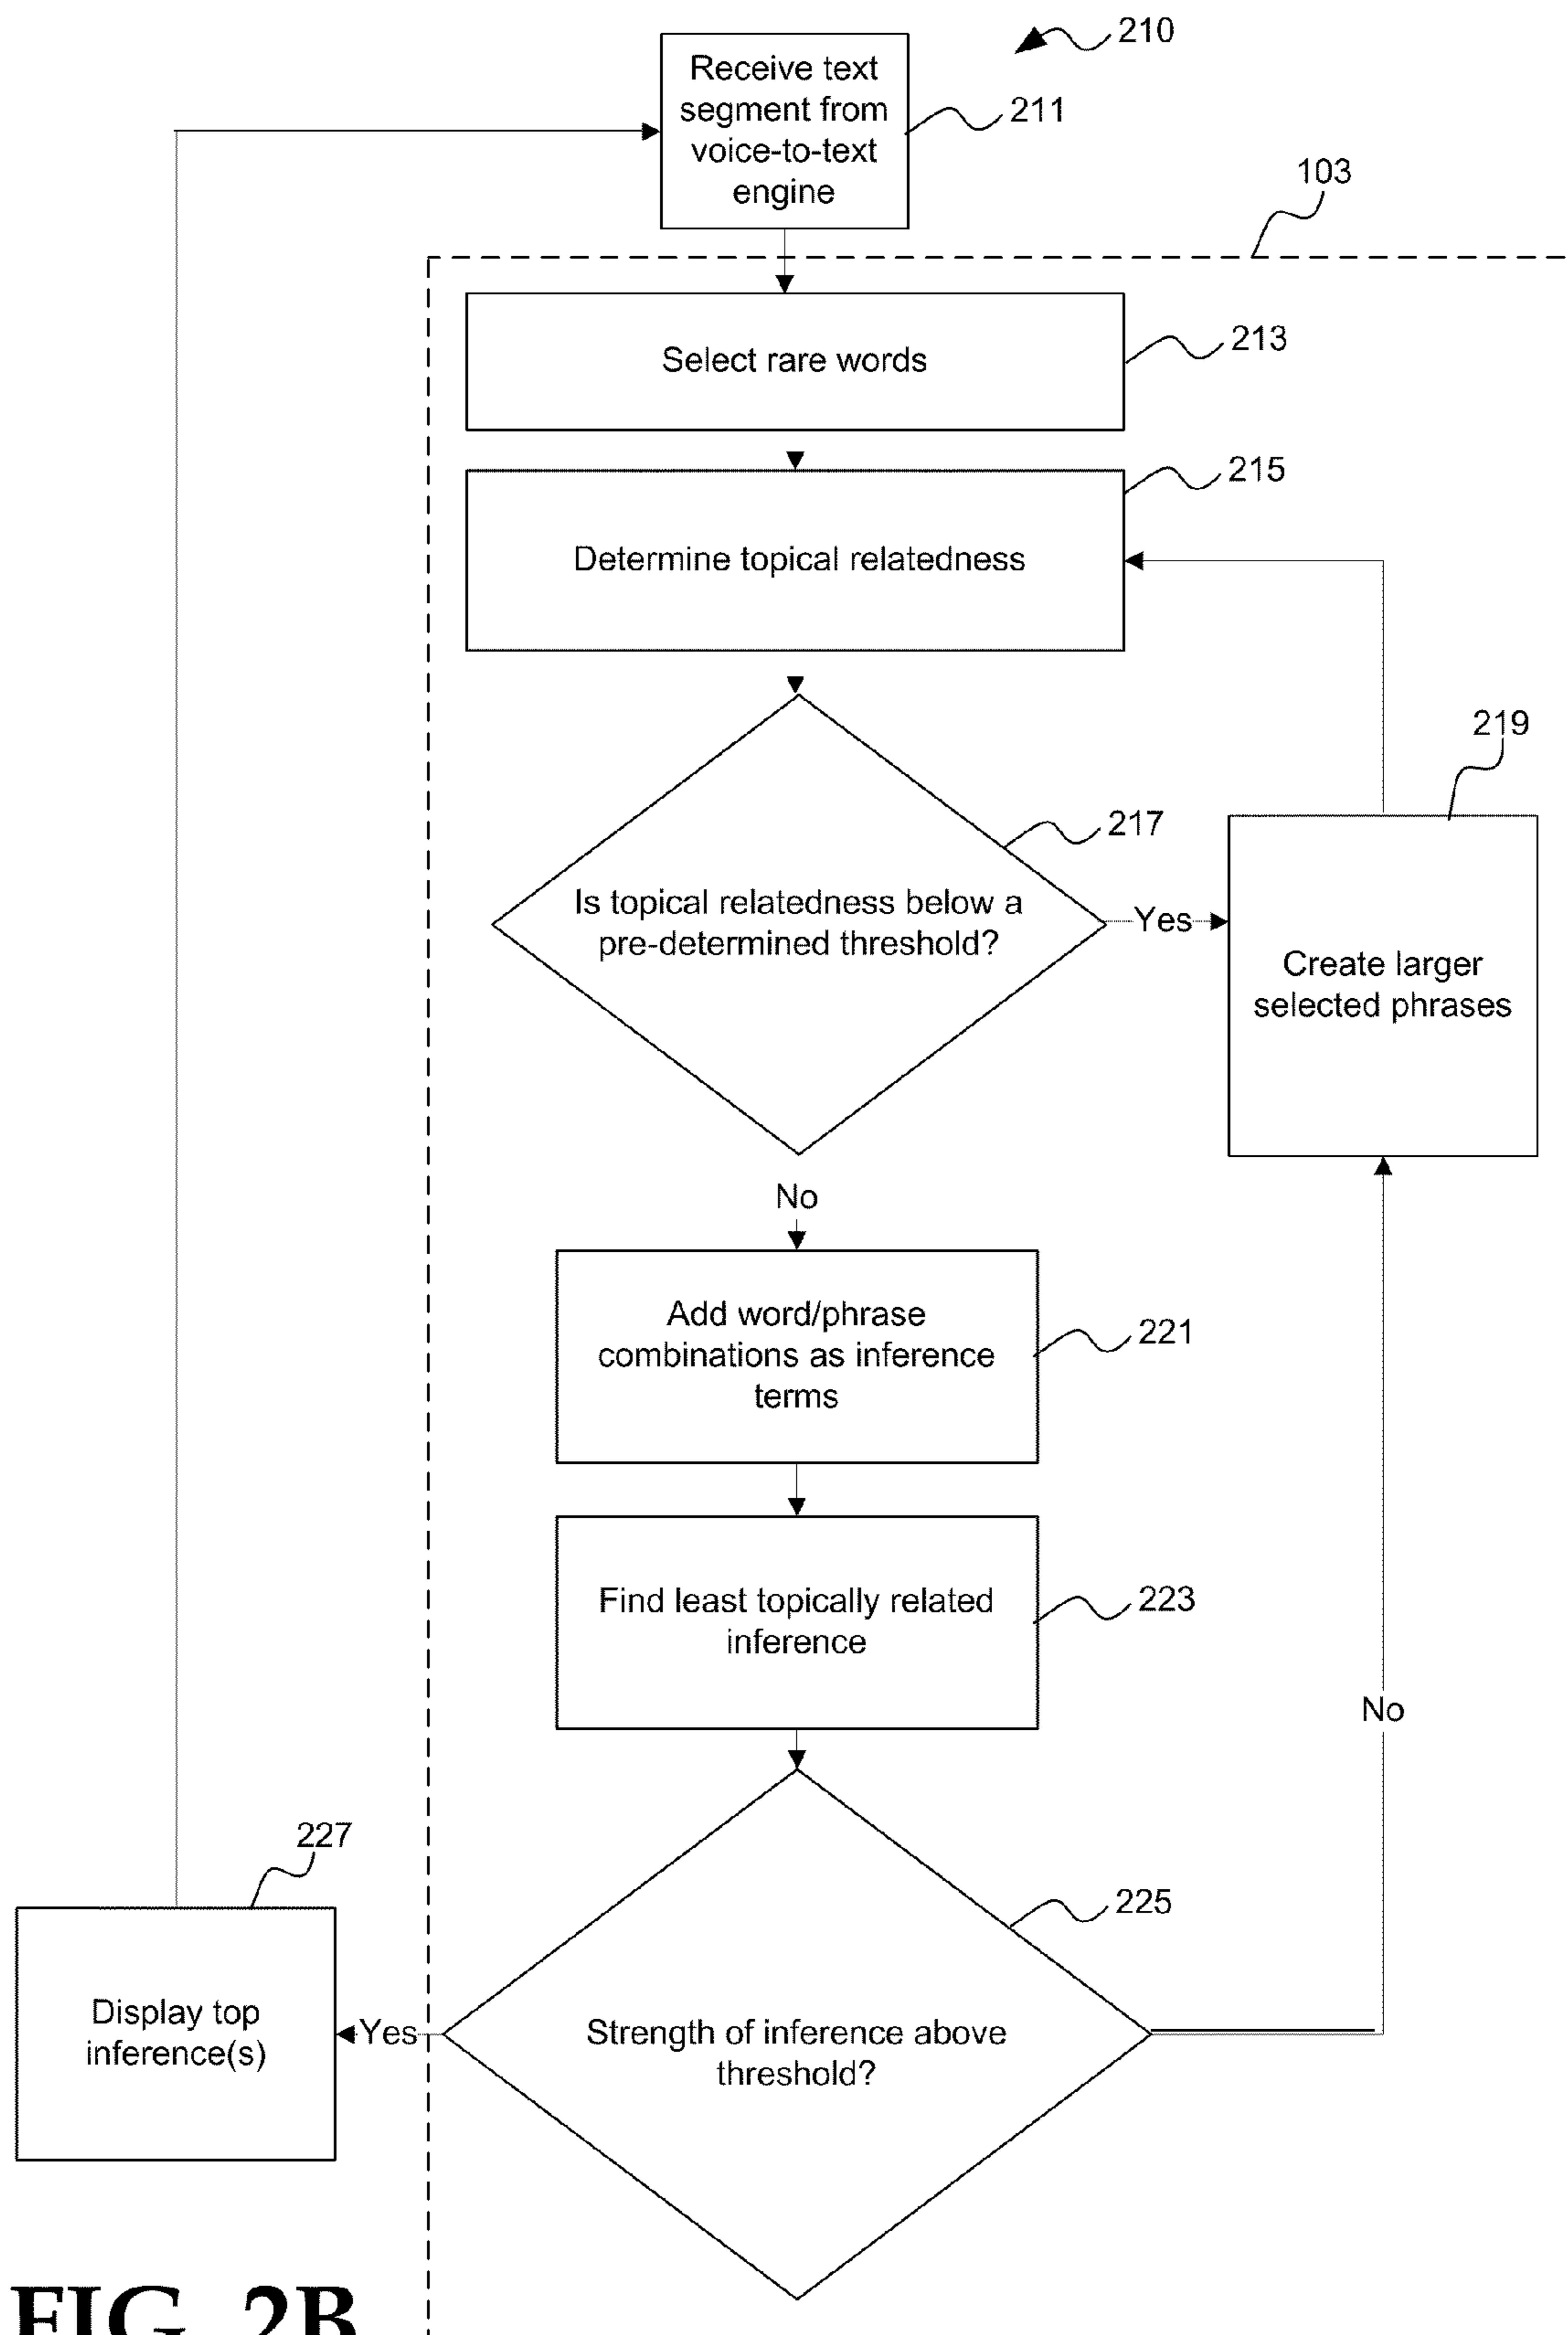 210
Receive text
segment from
voice-to-text
engine
211
103
Select rare words
213
215
Determine topical relatedness
219
217
Is topical relatedness below a
pre-determined threshold?
Yes
Create larger
selected phrases
No
Add word/phrase
combinations as inference
terms
221
Find least topically related
inference
223
No
227
225
Display top
inference(s)
Yes
Strength of inference above
threshold?
FIG. 2B